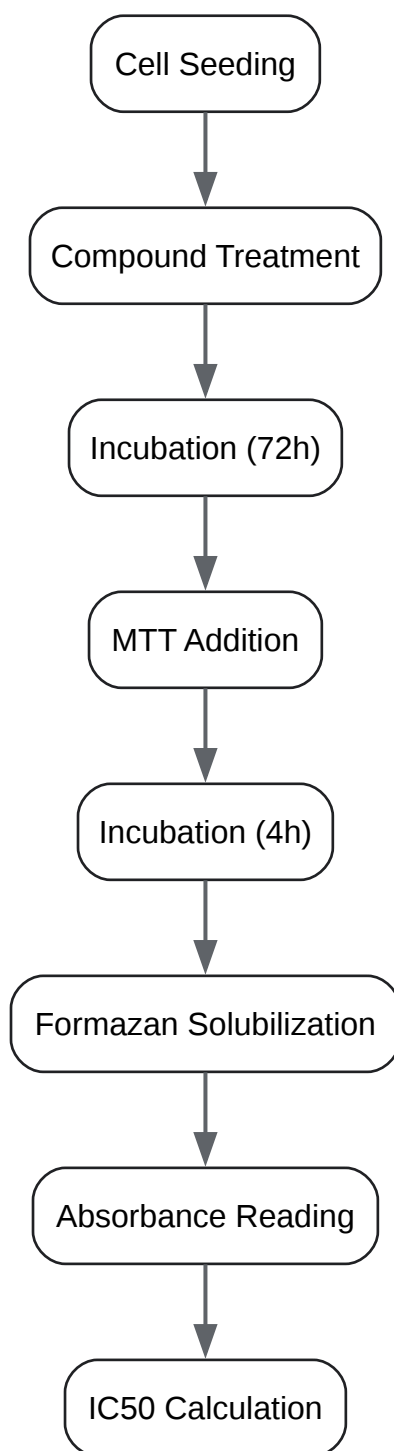 Cell Seeding
Compound Treatment
Incubation (72h)
MTT Addition
Incubation (4h)
Formazan Solubilization
Absorbance Reading
IC50 Calculation